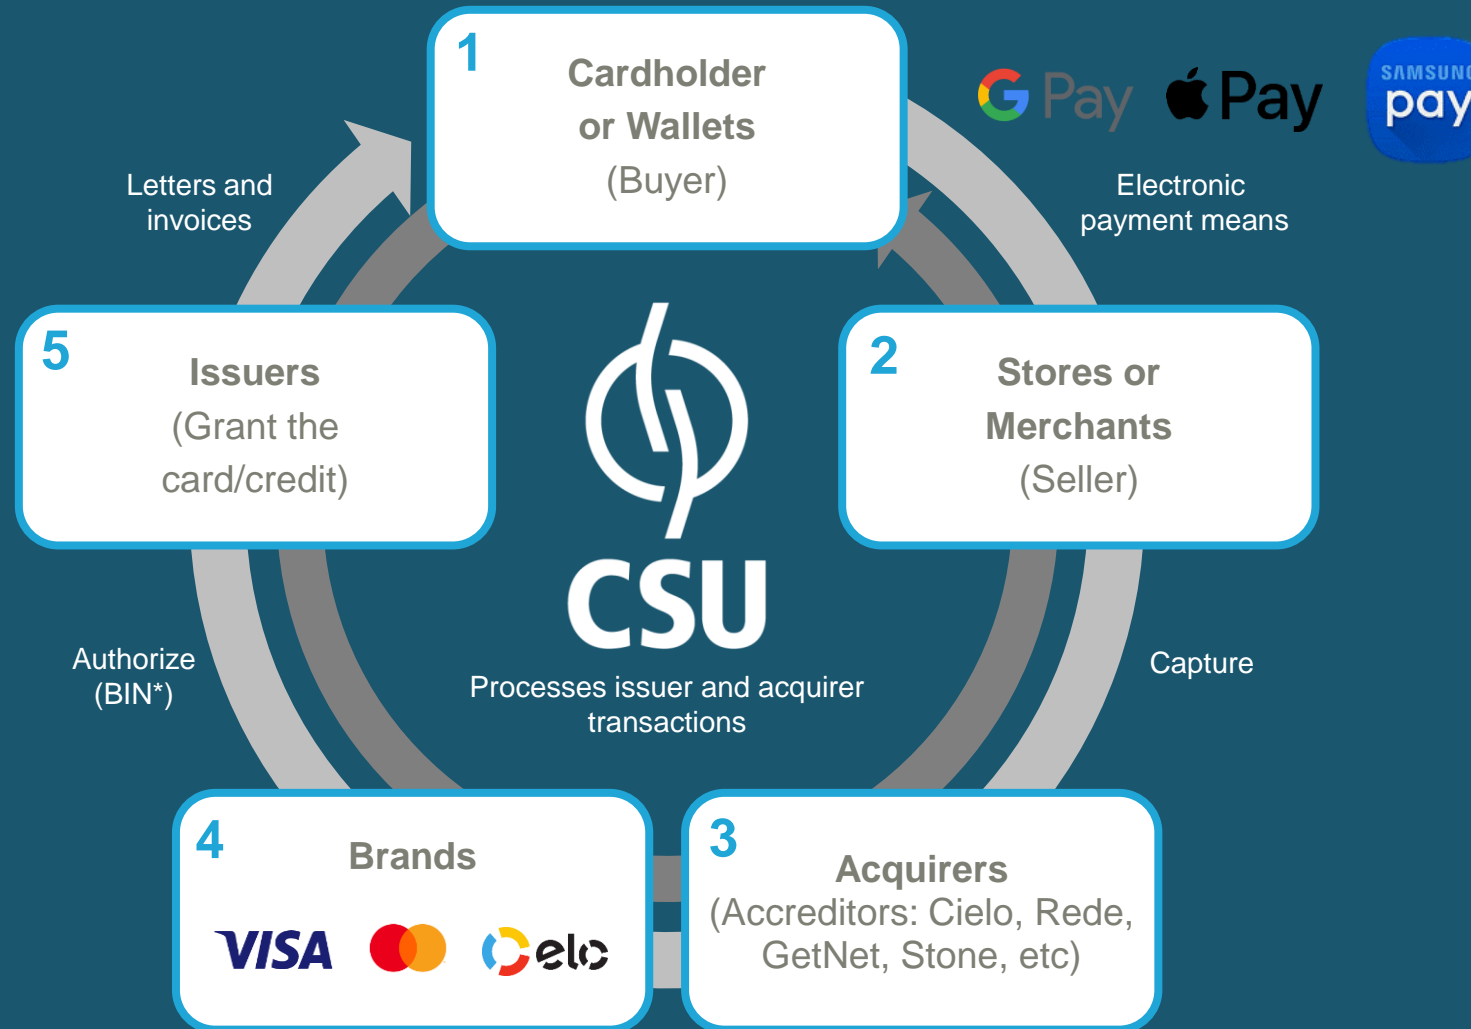 1
Cardholder
or Wallets
(Buyer)
G Pay
Pay
SAMSUNG
pay
Letters and
invoices
Electronic
payment means
5
Issuers
(Grant the
card/credit)
2
Stores or
Merchants
(Seller)
CSU
Processes issuer and acquirer
transactions
Authorize
(BIN*)
Capture
4
Brands
VISA
elo
3
Acquirers
(Accreditors: Cielo, Rede,
GetNet, Stone, etc)